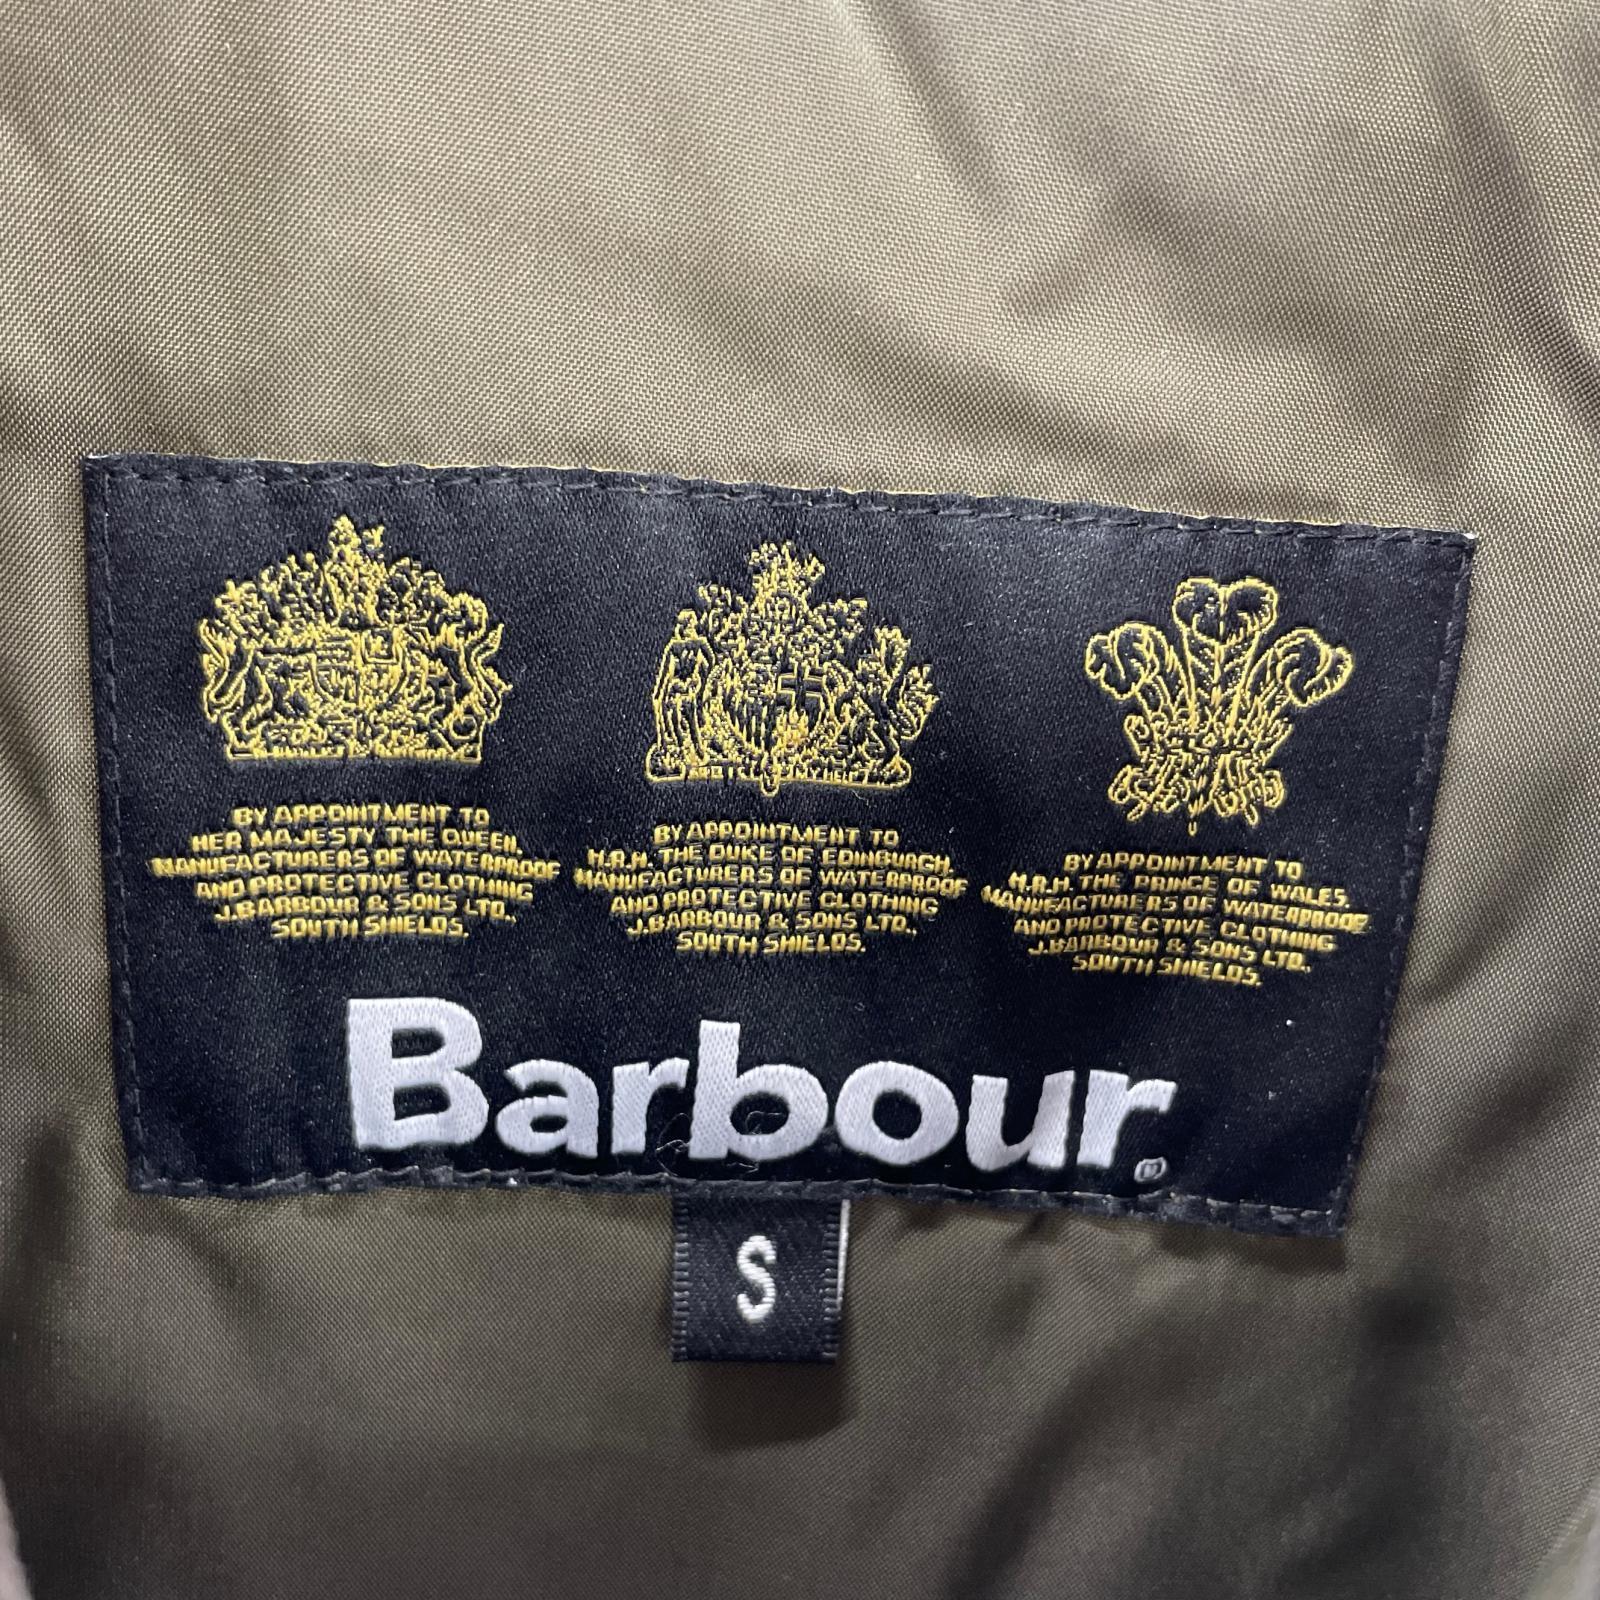 BY APPOINTMENT TO
HER MAJESTY THE QUEEN.
MANUFACTURERS OF WATERPROOF
AND PROTECTIVE CLOTHING
J.BARBOUR & SONS LTD.,
SOUTH SHIELDS.
BY APPOINTMENT TO
H.R.H. THE DUKE OF EDINBURGH.
MANUFACTURERS OF WATERPROOF
AND PROTECTIVE CLOTHING
J.BARBOUR & SONS LTD.,
SOUTH SHIELDS.
BY APPOINTMENT TO
H.R.H. THE PRINCE OF WALES.
MANUFACTURERS OF WATERPROOF
AND PROTECTIVE CLOTHING
J.BARBOUR & SONS LTD.,
SOUTH SHIELDS.
Barbour
S